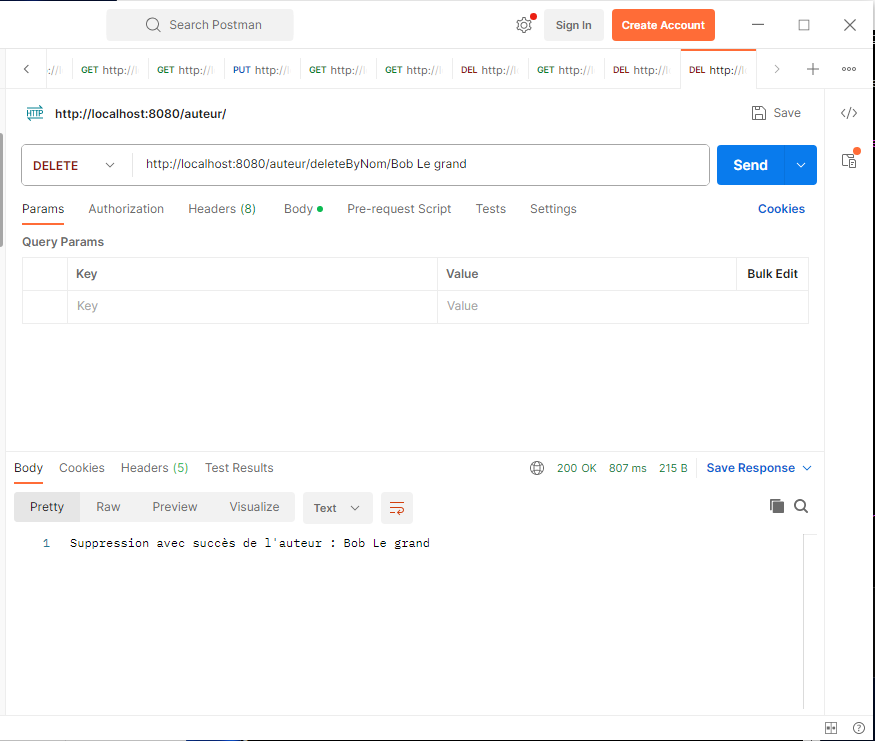 Search Postman
Sign In
Create Account
GET http://
GET http://
PUT http://
GET http://
GET http://
DEL http://
GET http://
DEL http://
DEL http://
HTTP http://localhost:8080/auteur/
Save
</>
DELETE
http://localhost:8080/auteur/deleteByNom/Bob Le grand
Send
Params Authorization Headers (8) Body Pre-request Script Tests Settings Cookies
Query Params
Key Value Bulk Edit
Key Value
Body Cookies Headers (5) Test Results
200 OK 807 ms 215 B Save Response
Pretty Raw Preview Visualize Text
1 Suppression avec succès de l'auteur : Bob Le grand